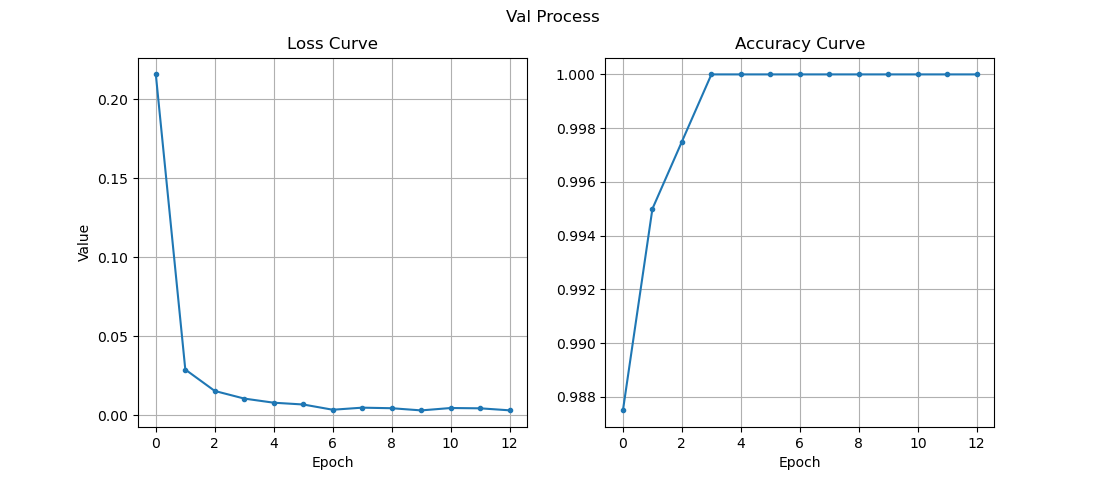 Val Process
Loss Curve
Value
0.20
0.15
0.10
0.05
0.00
0 2 4 6 8 10 12
Epoch
Accuracy Curve
1.000
0.998
0.996
0.994
0.992
0.990
0.988
0 2 4 6 8 10 12
Epoch